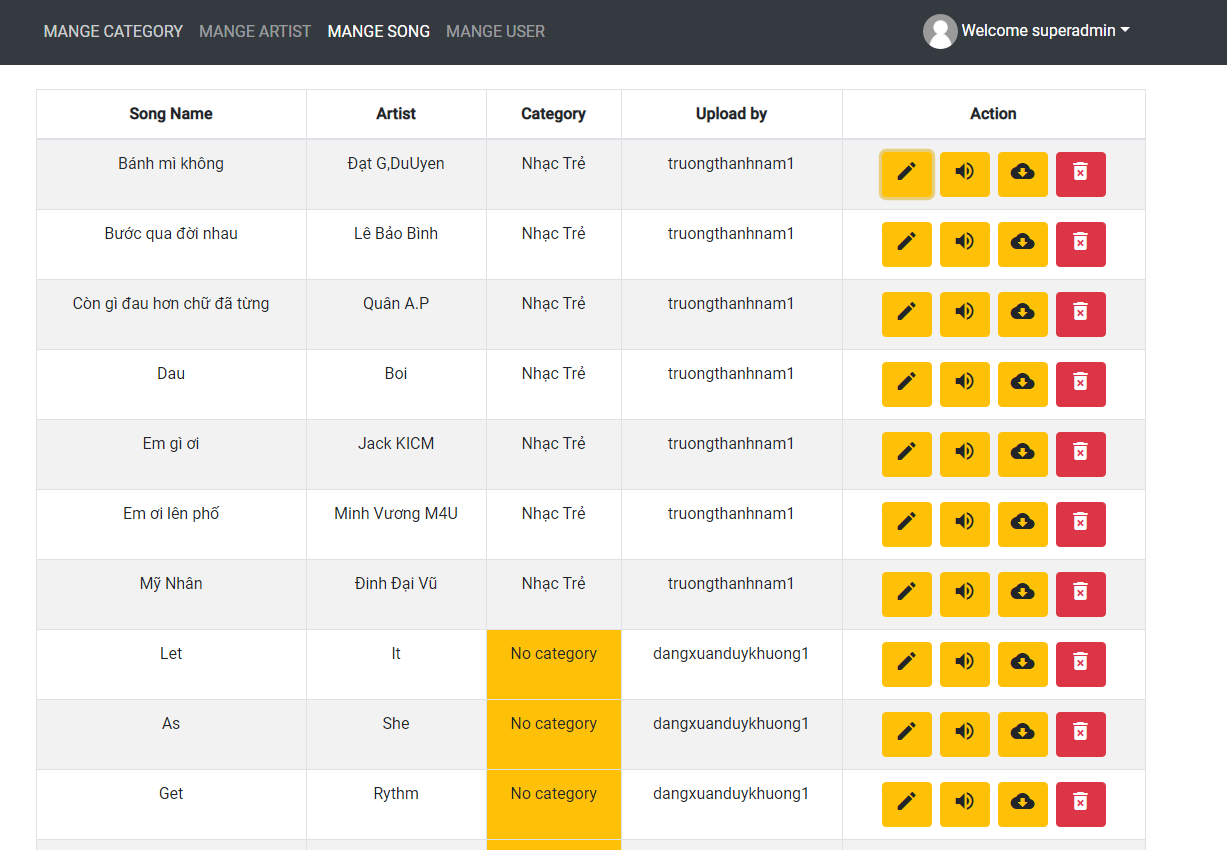 MANGE CATEGORY MANGE ARTIST MANGE SONG MANGE USER Welcome superadmin
Song Name Artist Category Upload by Action
Bánh mì không Đạt G,DuUyen Nhạc Trẻ truongthanhnam1
Bước qua đời nhau Lê Bảo Bình Nhạc Trẻ truongthanhnam1
Còn gì đau hơn chữ đã từng Quân A.P Nhạc Trẻ truongthanhnam1
Dau Boi Nhạc Trẻ truongthanhnam1
Em gì ơi Jack KICM Nhạc Trẻ truongthanhnam1
Em ơi lên phố Minh Vương M4U Nhạc Trẻ truongthanhnam1
Mỹ Nhân Đinh Đại Vũ Nhạc Trẻ truongthanhnam1
Let It No category dangxuanduykhuong1
As She No category dangxuanduykhuong1
Get Rythm No category dangxuanduykhuong1